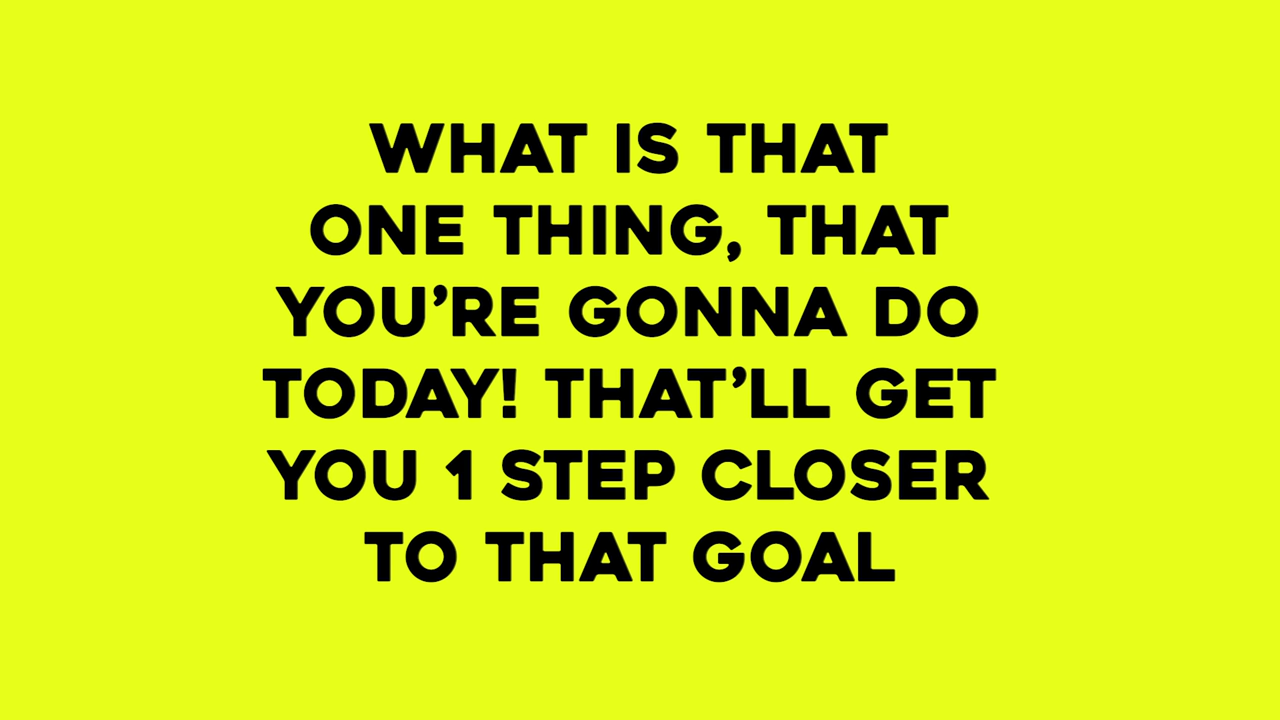 WHAT IS THAT
ONE THING, THAT
YOU’RE GONNA DO
TODAY! THAT’LL GET
YOU 1 STEP CLOSER
TO THAT GOAL